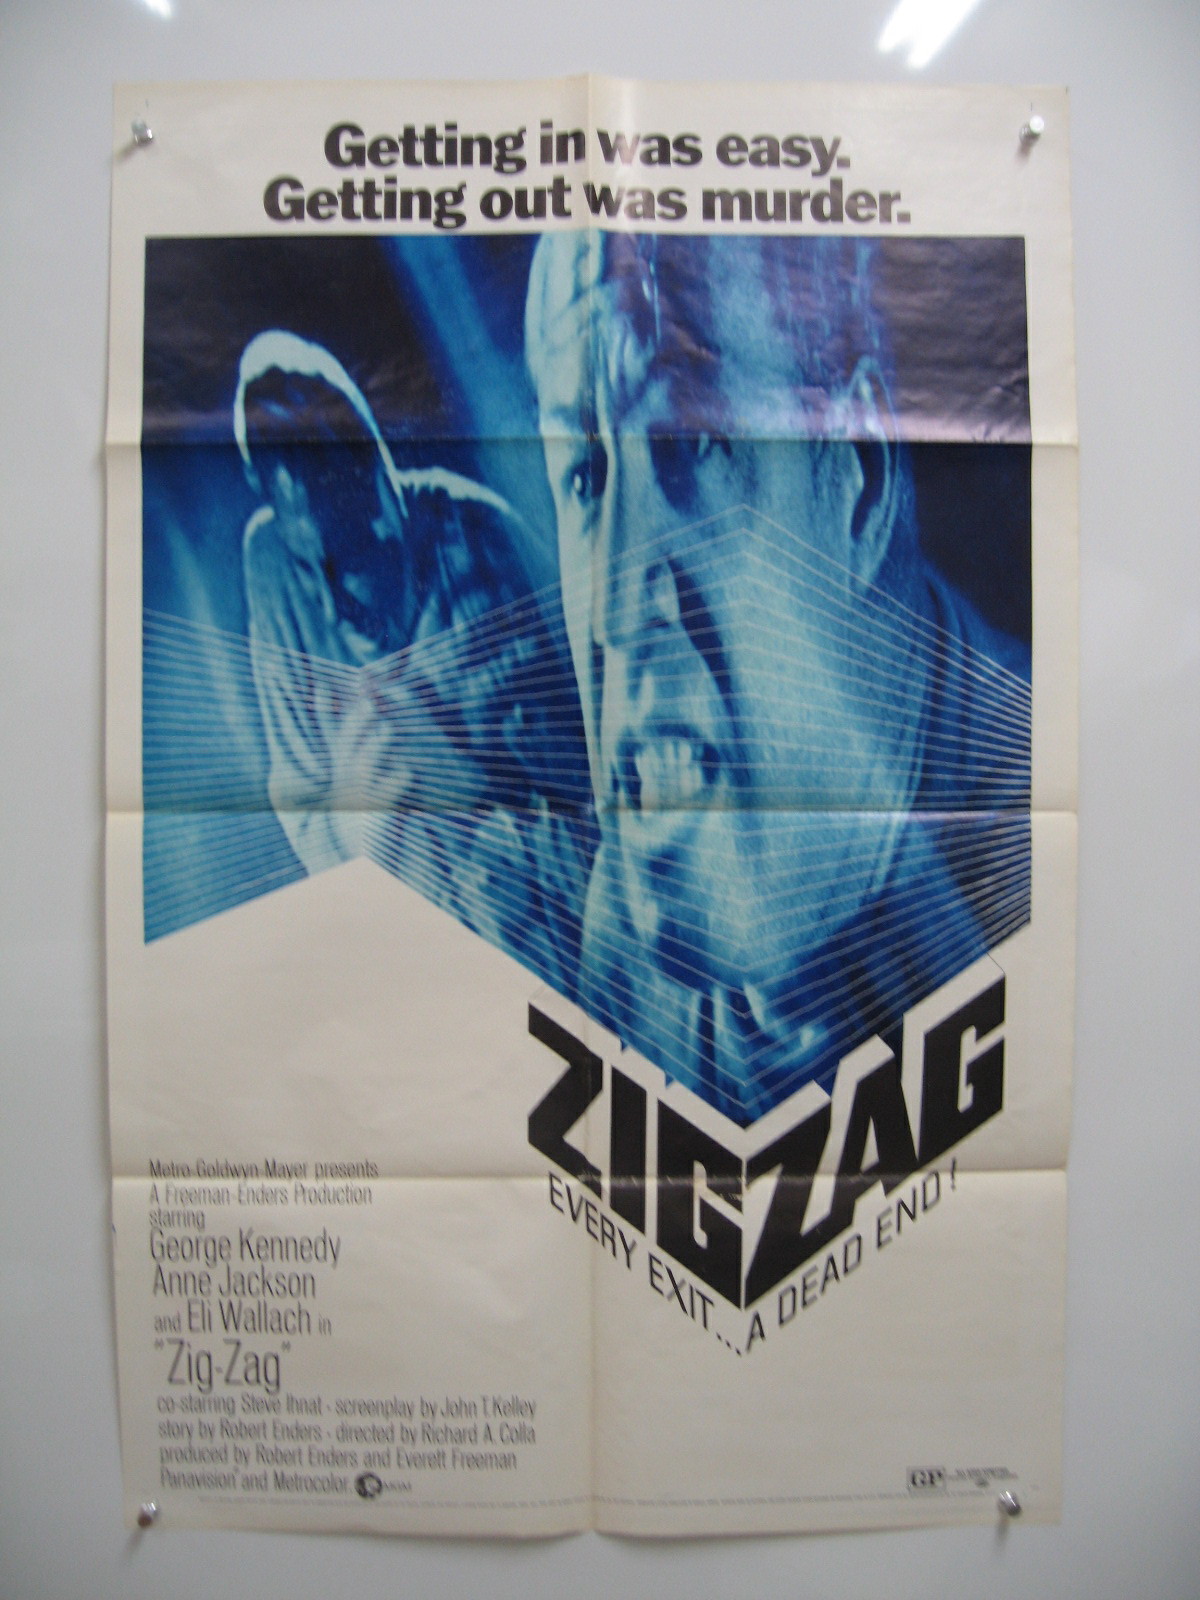 Getting in was easy.
Getting out was murder.
ZIGZAG
EVERY EXIT...A DEAD END!
Metro-Goldwyn-Mayer presents
A Freeman-Enders Production
starring
George Kennedy
Anne Jackson
and Eli Wallach in
"Zig-Zag"
co-starring Steve Ihnat · screenplay by John T. Kelley
story by Robert Enders · directed by Richard A. Colla
produced by Robert Enders and Everett Freeman
Panavision® and Metrocolor. MGM
GP